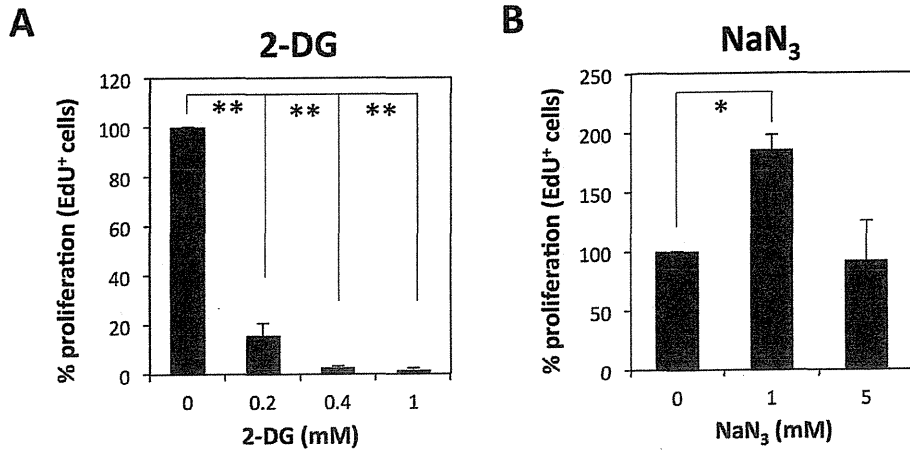 A
2-DG
% proliferation (EdU⁺ cells)
120
100
80
60
40
20
0
** ** **
0 0.2 0.4 1
2-DG (mM)
B
NaN₃
% proliferation (EdU⁺ cells)
250
200
150
100
50
0
*
0 1 5
NaN₃ (mM)